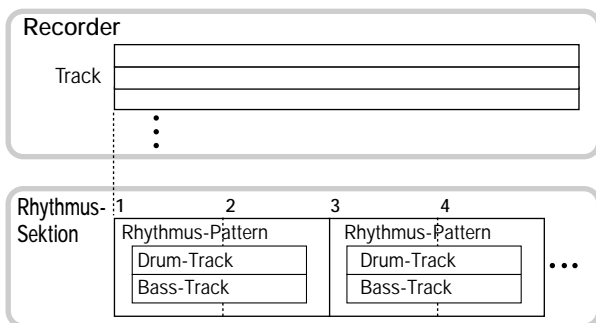 Recorder
Track
1 2 3 4
Rhythmus-
Sektion
Rhythmus-Pattern Rhythmus-Pattern
Drum-Track Drum-Track
Bass-Track Bass-Track